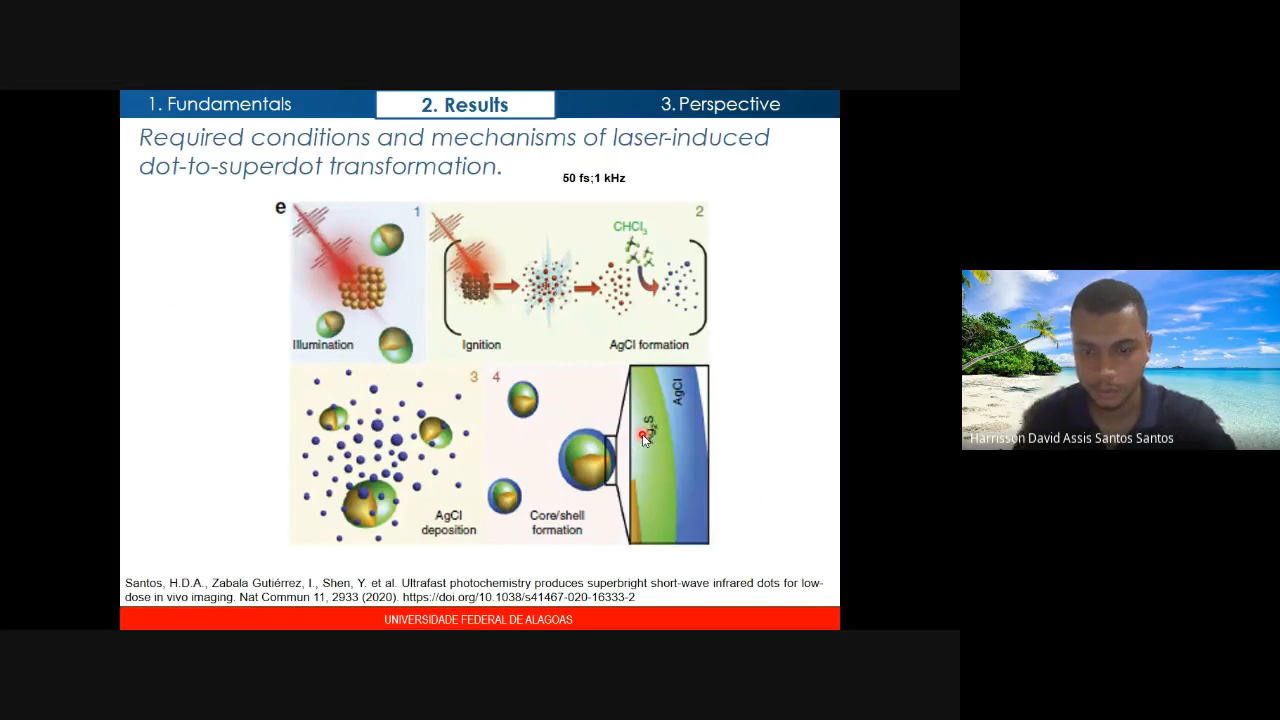 1. Fundamentals
2. Results
3. Perspective
Required conditions and mechanisms of laser-induced
dot-to-superdot transformation.
50 fs;1 kHz
e
1
2
CHCl3
Illumination
Ignition
AgCl formation
3
4
AgCl
Ag2S
AgCl
deposition
Core/shell
formation
Santos, H.D.A., Zabala Gutiérrez, I., Shen, Y. et al. Ultrafast photochemistry produces superbright short-wave infrared dots for low-
dose in vivo imaging. Nat Commun 11, 2933 (2020). https://doi.org/10.1038/s41467-020-16333-2
UNIVERSIDADE FEDERAL DE ALAGOAS
Harrisson David Assis Santos Santos